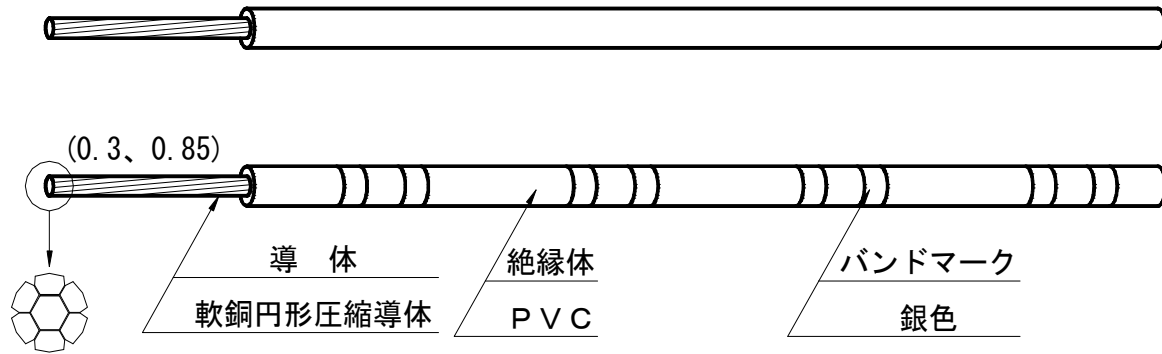 (0.3、0.85)
導　体
軟銅円形圧縮導体
絶縁体
ＰＶＣ
バンドマーク
銀色